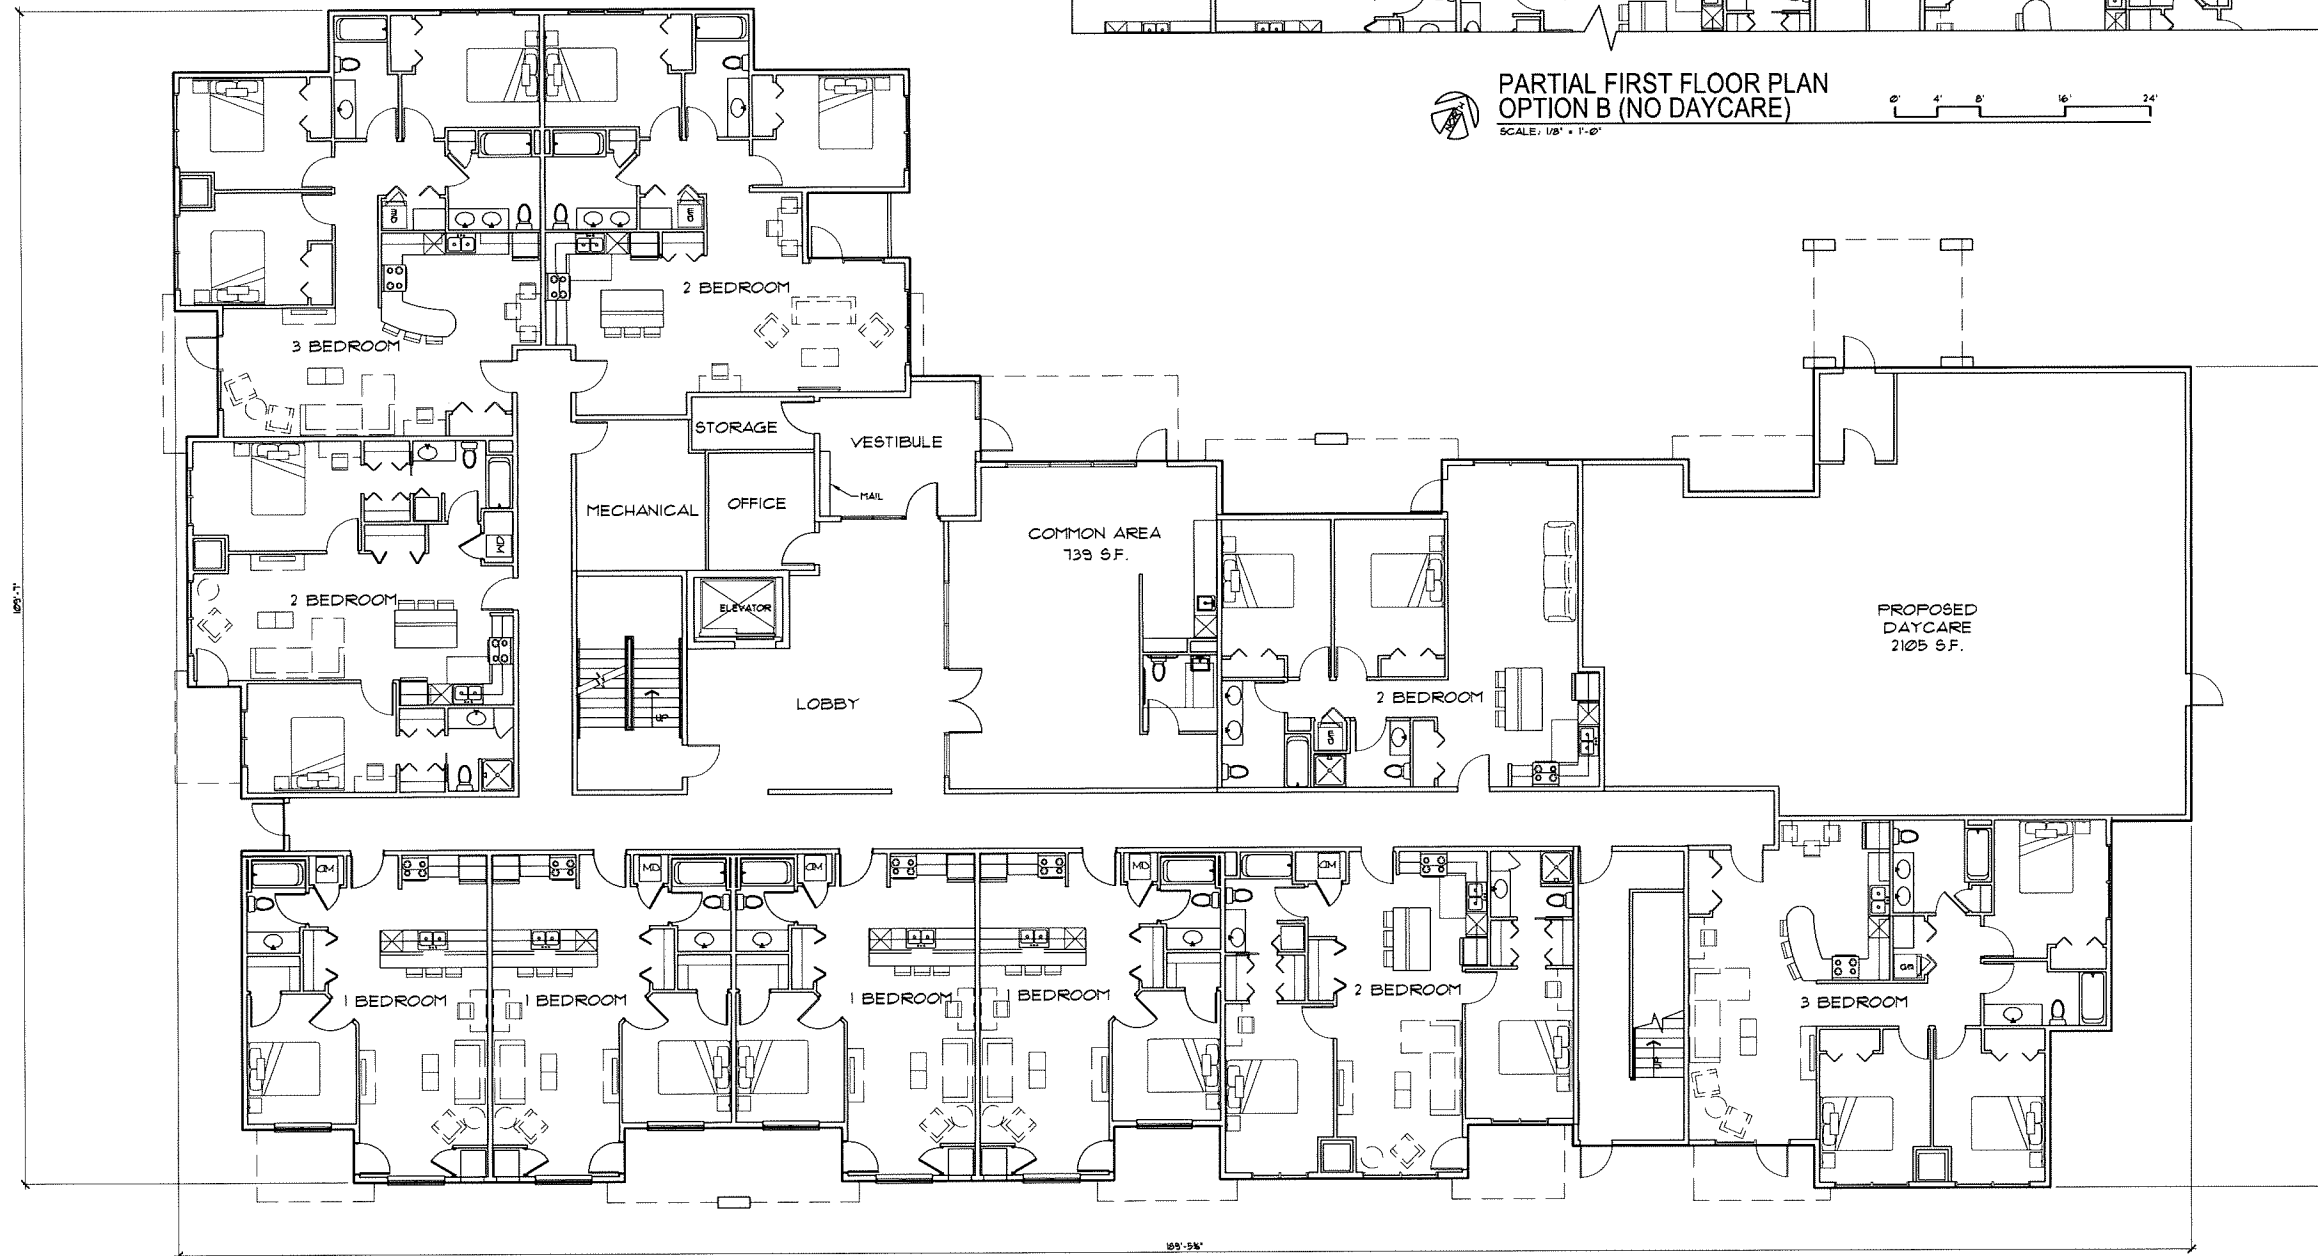 PARTIAL FIRST FLOOR PLAN
OPTION B (NO DAYCARE)
SCALE: 1/8" = 1'-0"
0' 4' 8' 16' 24'
2 BEDROOM
3 BEDROOM
STORAGE
VESTIBULE
MAIL
MECHANICAL
OFFICE
COMMON AREA
739 S.F.
2 BEDROOM
ELEVATOR
UP
LOBBY
2 BEDROOM
PROPOSED
DAYCARE
2105 S.F.
1 BEDROOM
1 BEDROOM
1 BEDROOM
1 BEDROOM
2 BEDROOM
3 BEDROOM
UP